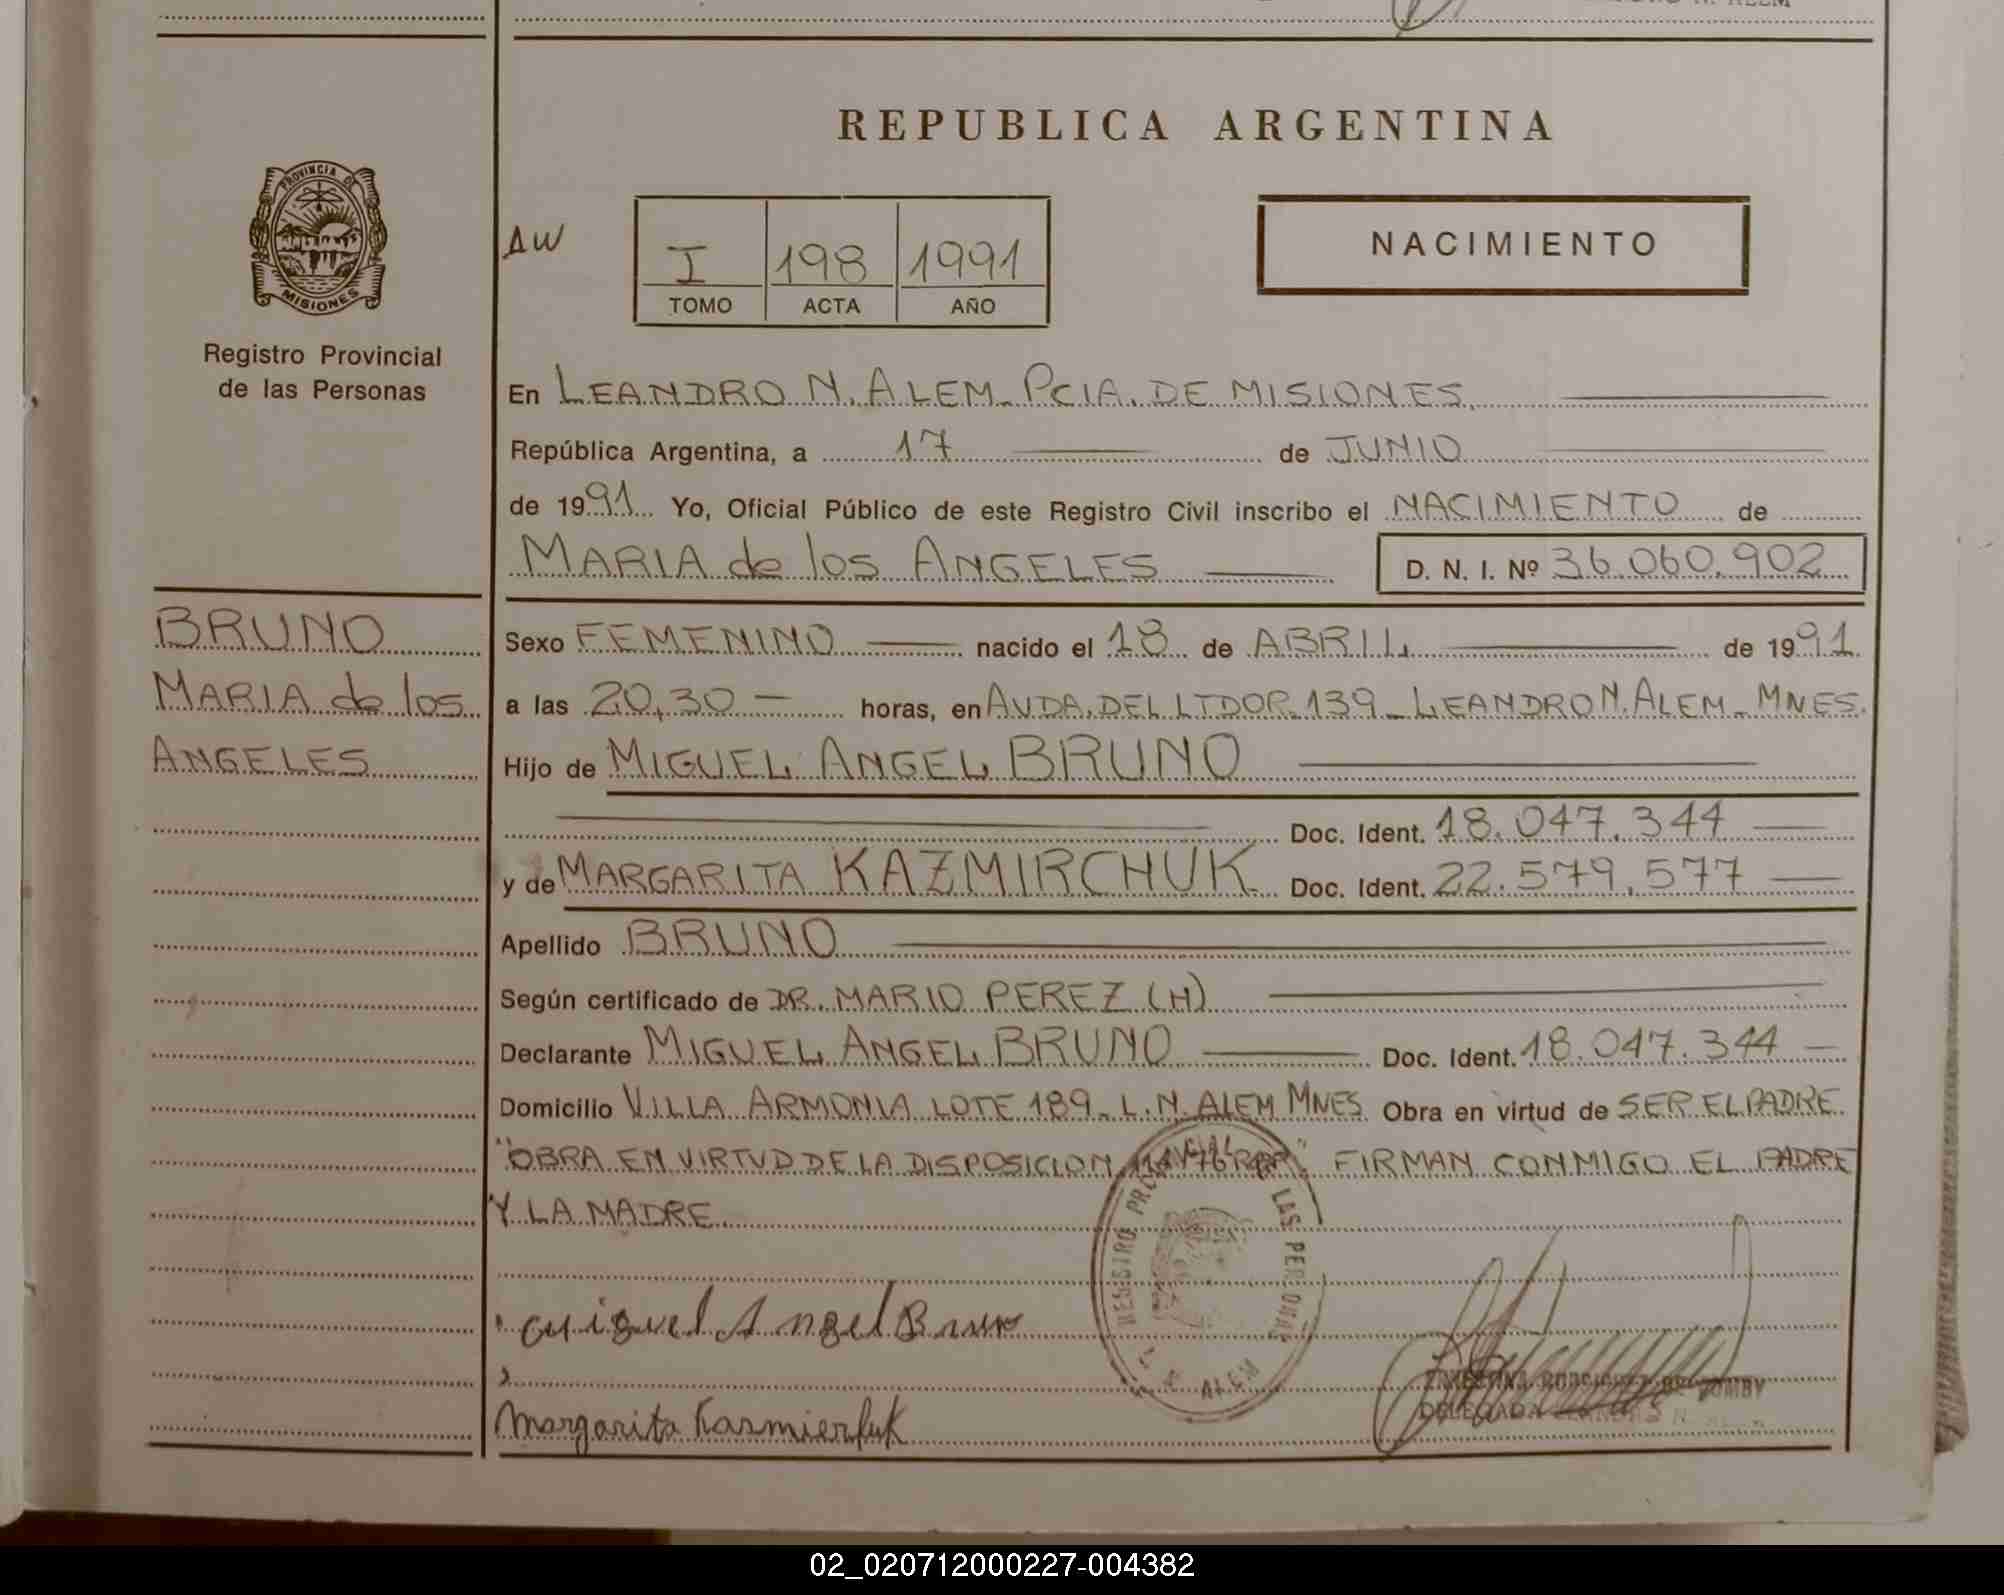 REPUBLICA ARGENTINA
PROVINCIA DE
MISIONES
Registro Provincial
de las Personas
AW
I 198 1991
TOMO ACTA AÑO
NACIMIENTO
En LEANDRO N. ALEM - PCIA. DE MISIONES.
República Argentina, a 17 de JUNIO
de 1991 Yo, Oficial Público de este Registro Civil inscribo el NACIMIENTO de
MARIA de los ANGELES D. N. I. Nº 36.060.902
BRUNO
MARIA de los
ANGELES
Sexo FEMENINO nacido el 18 de ABRIL de 1991
a las 20,30 horas, en AVDA. DEL LTDOR. 139 - LEANDRO N. ALEM - MNES.
Hijo de MIGUEL ANGEL BRUNO
Doc. Ident. 18.047.344
y de MARGARITA KAZMIRCHUK Doc. Ident. 22.579.577
Apellido BRUNO
Según certificado de DR. MARIO PEREZ (H)
Declarante MIGUEL ANGEL BRUNO Doc. Ident. 18.047.344
Domicilio VILLA ARMONIA LOTE 189 - L.N. ALEM MNES Obra en virtud de SER EL PADRE.
"OBRA EN VIRTUD DE LA DISPOSICION" FIRMAN CONMIGO EL PADRE
Y LA MADRE
REGISTRO PROVINCIAL DE LAS PERSONAS
L. N. ALEM
Miguel Angel Bruno
Margarita
DELEGADA
02_020712000227-004382